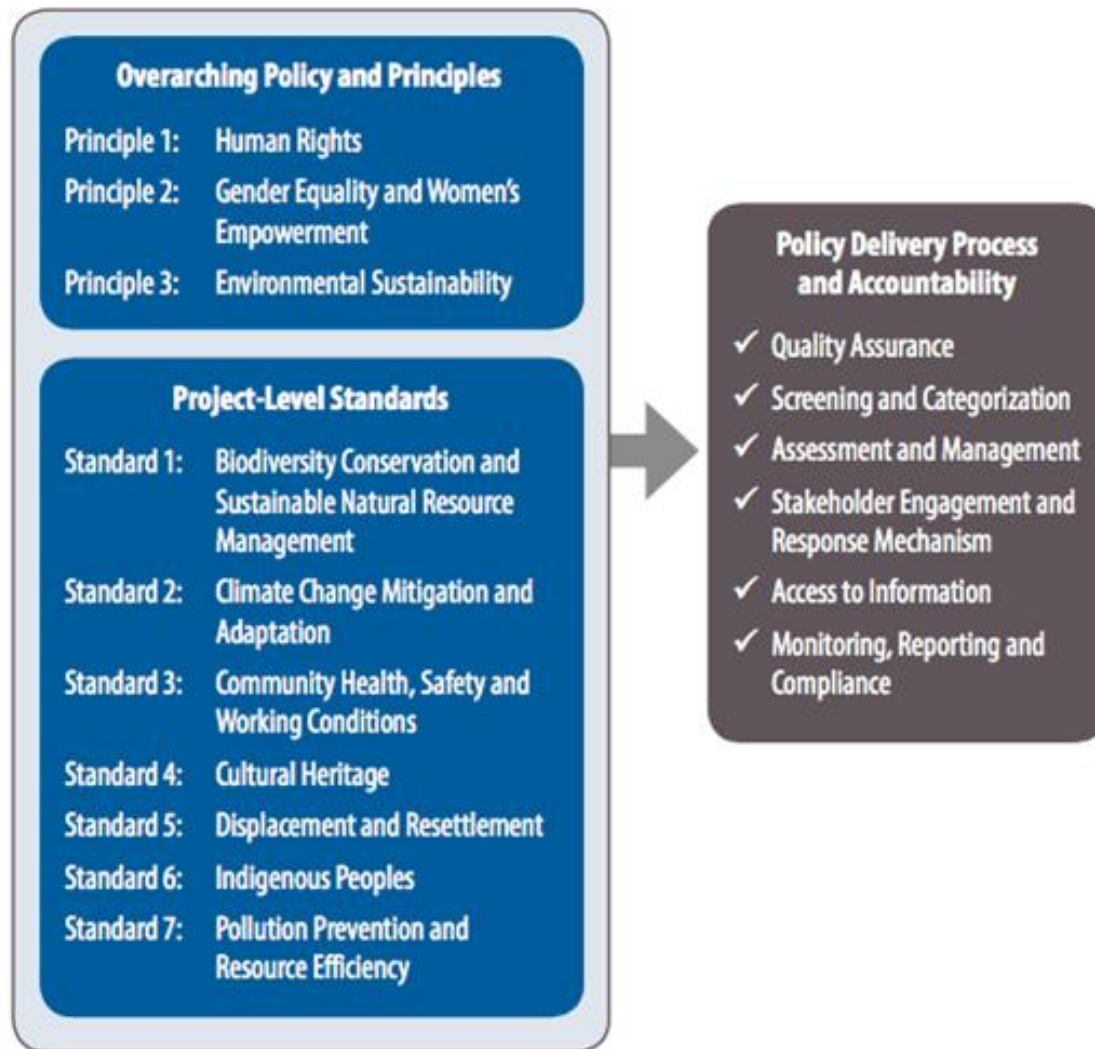 Overarching Policy and Principles
Principle 1: Human Rights
Principle 2: Gender Equality and Women's
Empowerment
Principle 3: Environmental Sustainability
Project-Level Standards
Standard 1: Biodiversity Conservation and
Sustainable Natural Resource
Management
Standard 2: Climate Change Mitigation and
Adaptation
Standard 3: Community Health, Safety and
Working Conditions
Standard 4: Cultural Heritage
Standard 5: Displacement and Resettlement
Standard 6: Indigenous Peoples
Standard 7: Pollution Prevention and
Resource Efficiency
Policy Delivery Process
and Accountability
✓ Quality Assurance
✓ Screening and Categorization
✓ Assessment and Management
✓ Stakeholder Engagement and
Response Mechanism
✓ Access to Information
✓ Monitoring, Reporting and
Compliance